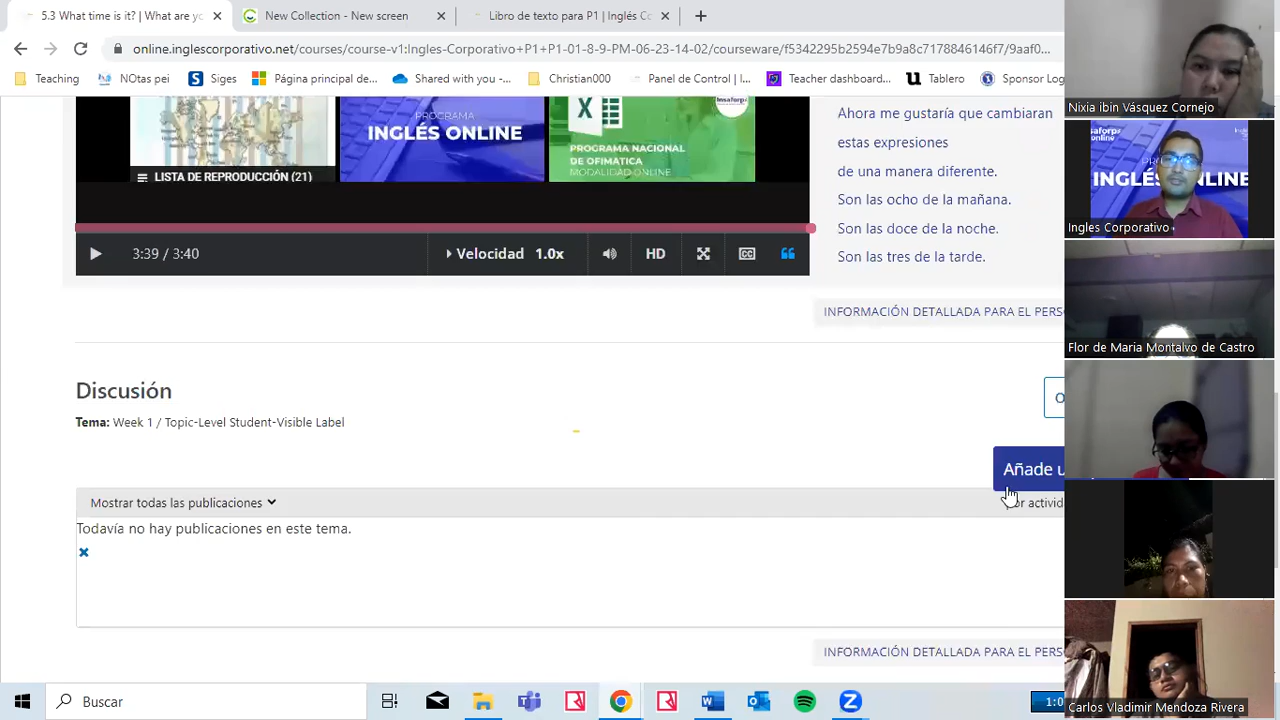 5.3 What time is it? | What are yo
New Collection - New screen
Libro de texto para P1 | Inglés Co
online.inglescorporativo.net/courses/course-v1:Ingles-Corporativo+P1+P1-01-8-9-PM-06-23-14-02/courseware/f5342295b2594e7b9a8c7178846146f7/9aaf0...
Teaching
NOtas pei
Siges
Página principal de...
Shared with you -...
Christian000
Panel de Control | I...
Teacher dashboard...
Tablero
Sponsor Log
PROGRAMA
INGLÉS ONLINE
PROGRAMA NACIONAL
DE OFIMATICA
MODALIDAD ONLINE
LISTA DE REPRODUCCIÓN (21)
Ahora me gustaría que cambiaran
estas expresiones
de una manera diferente.
Son las ocho de la mañana.
Son las doce de la noche.
Son las tres de la tarde.
3:39 / 3:40
Velocidad 1.0x
HD
CC
INFORMACIÓN DETALLADA PARA EL PERS
Discusión
Tema: Week 1 / Topic-Level Student-Visible Label
Añade u
Mostrar todas las publicaciones
por activid
Todavía no hay publicaciones en este tema.
INFORMACIÓN DETALLADA PARA EL PERS
Buscar
1:0
Nixia ibin Vásquez Cornejo
INGLÉS ONLINE
Ingles Corporativo
Flor de Maria Montalvo de Castro
Carlos Vladimir Mendoza Rivera